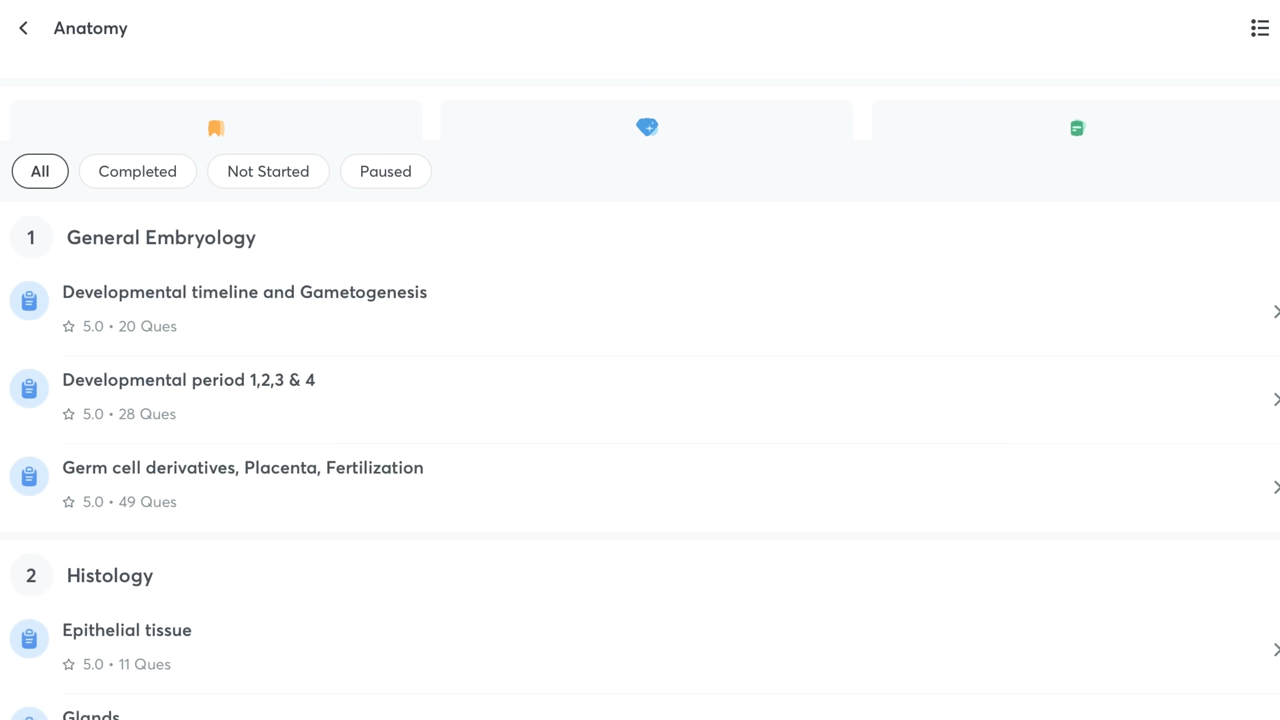 Anatomy
All Completed Not Started Paused
1 General Embryology
Developmental timeline and Gametogenesis
5.0 • 20 Ques
Developmental period 1,2,3 & 4
5.0 • 28 Ques
Germ cell derivatives, Placenta, Fertilization
5.0 • 49 Ques
2 Histology
Epithelial tissue
5.0 • 11 Ques
Glands